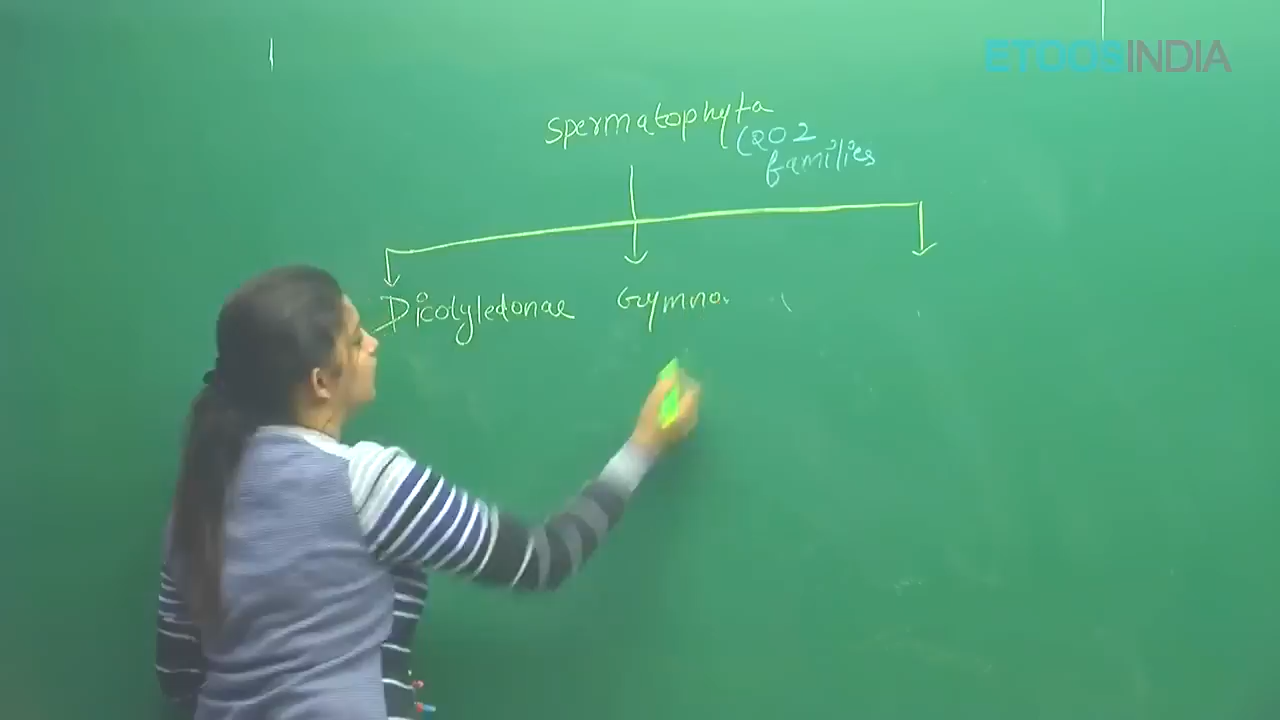 ETOOSINDIA
Spermatophyta
(202
families
Dicotyledonae Gymno.